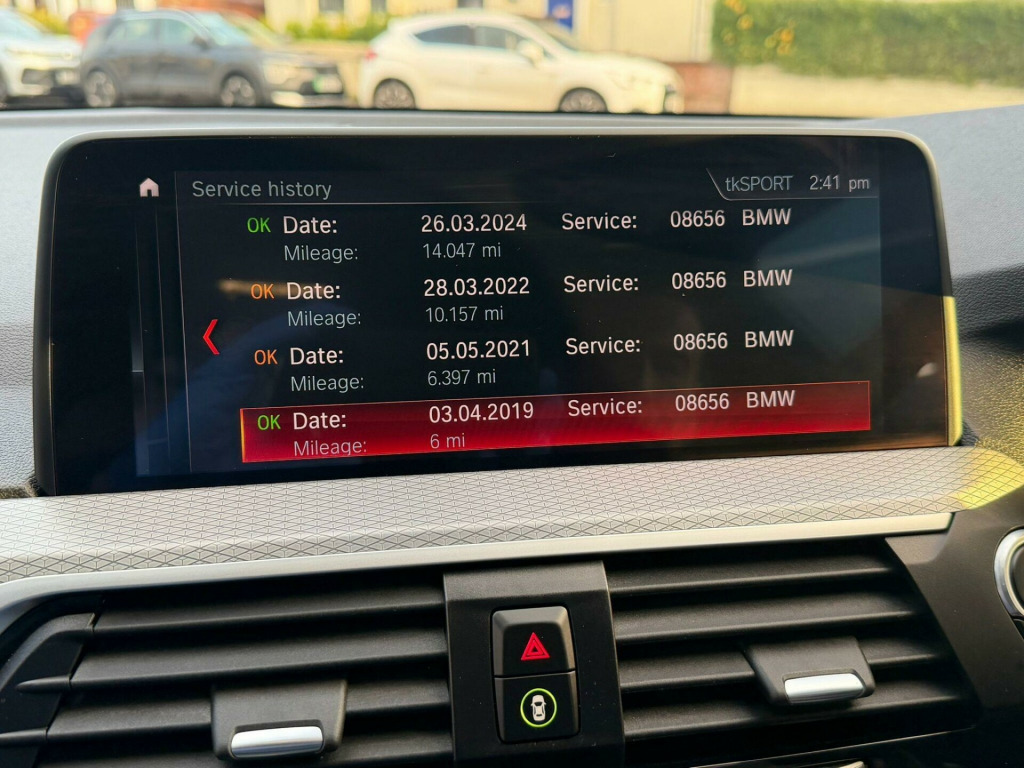 Service history tkSPORT 2:41 pm
OK Date: 26.03.2024 Service: 08656 BMW
Mileage: 14.047 mi
OK Date: 28.03.2022 Service: 08656 BMW
Mileage: 10.157 mi
OK Date: 05.05.2021 Service: 08656 BMW
Mileage: 6.397 mi
OK Date: 03.04.2019 Service: 08656 BMW
Mileage: 6 mi